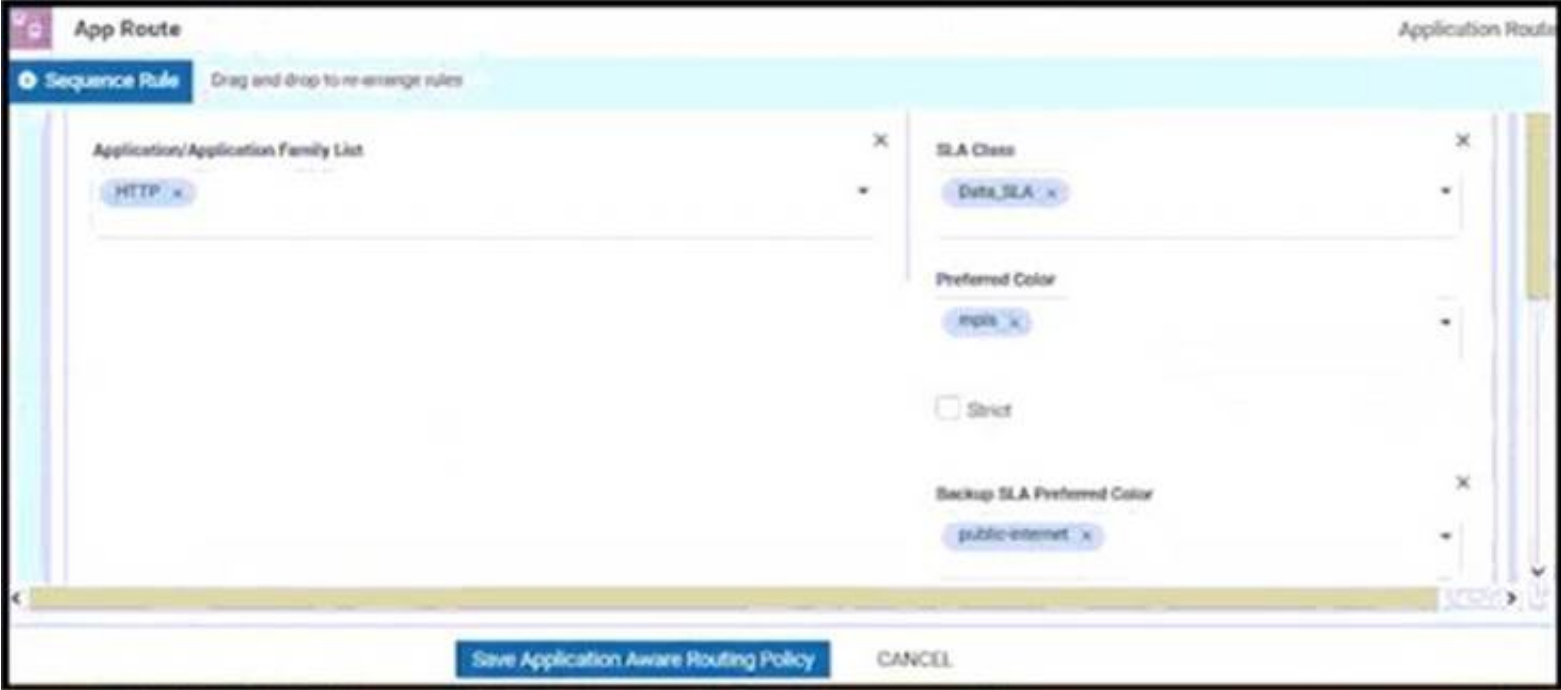 App Route
Application Route
Sequence Rule Drag and drop to re-arrange rules
Application/Application Family List
HTTP ×
SLA Class
Data_SLA ×
Preferred Color
mpls ×
Strict
Backup SLA Preferred Color
public-internet ×
Save Application Aware Routing Policy CANCEL